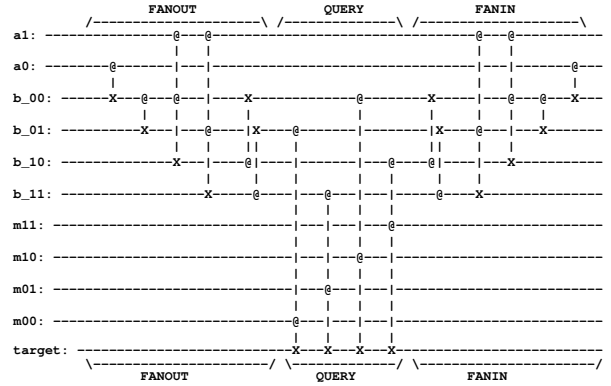 FANOUT QUERY FANIN
/---------------------\ /--------------\ /--------------------\
a1: ----------------@---@---------------------------------@---@-----------
a0: --------@-------|---|---------------------------------|---|-------@---
b_00: ------X---@---@---|----X-------------@--------X-----|---@---@---X---
b_01: ----------X---|---@-----X----@-------|---------X----@---|---X-------
b_10: --------------X---|----@|----|---|---|---@----@|----|---X-----------
b_11: ------------------X-----@----|---@---|---|-----@----X---------------
m11: ------------------------------|---|---|---@--------------------------
m10: ------------------------------|---|---@---|--------------------------
m01: ------------------------------|---@---|---|--------------------------
m00: ------------------------------@---|---|---|--------------------------
target: ---------------------------X---X---X---X--------------------------
\----------------------/ \--------------/ \----------------------/
FANOUT QUERY FANIN